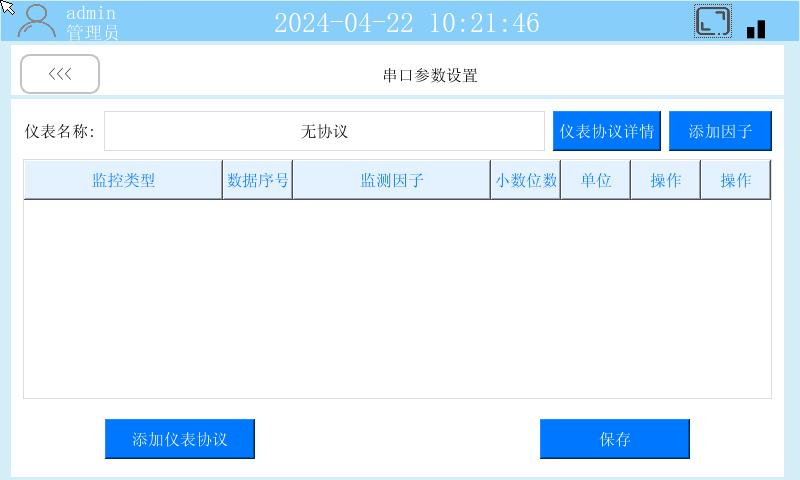 admin
管理员
2024-04-22 10:21:46
<<<
串口参数设置
仪表名称:
无协议
仪表协议详情
添加因子
监控类型 数据序号 监测因子 小数位数 单位 操作 操作
添加仪表协议
保存